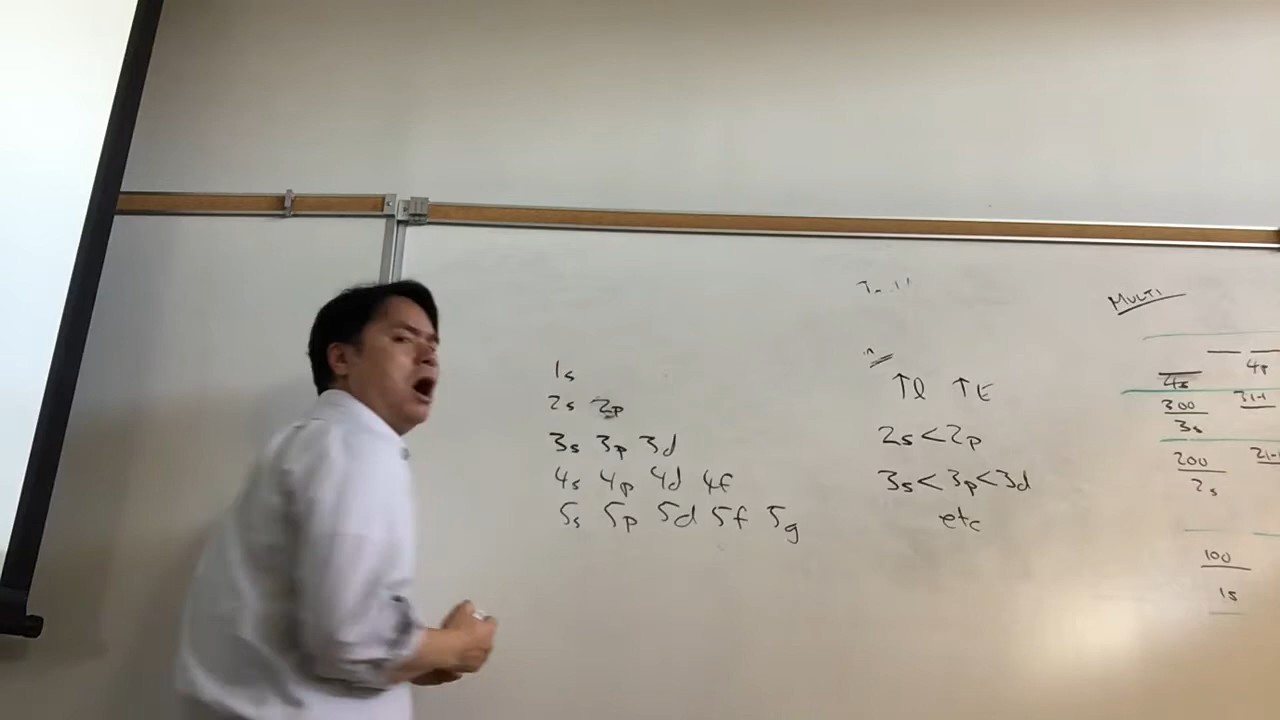 1s
2s 2p
3s 3p 3d
4s 4p 4d 4f
5s 5p 5d 5f 5g
↑l ↑E
2s<2p
3s<3p<3d
etc
MULTI
4p
4s
300
3s
200
2s
100
1s